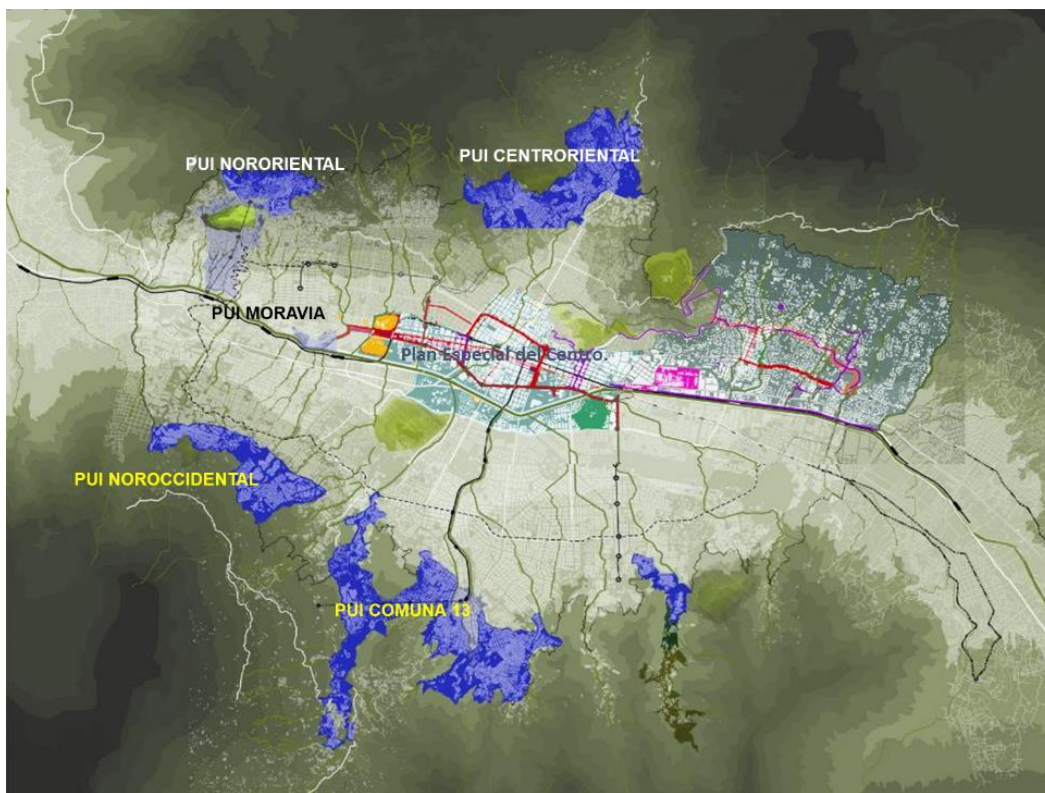 PUI NORORIENTAL
PUI CENTRORIENTAL
PUI MORAVIA
Plan Especial del Centro.
PUI NOROCCIDENTAL
PUI COMUNA 13